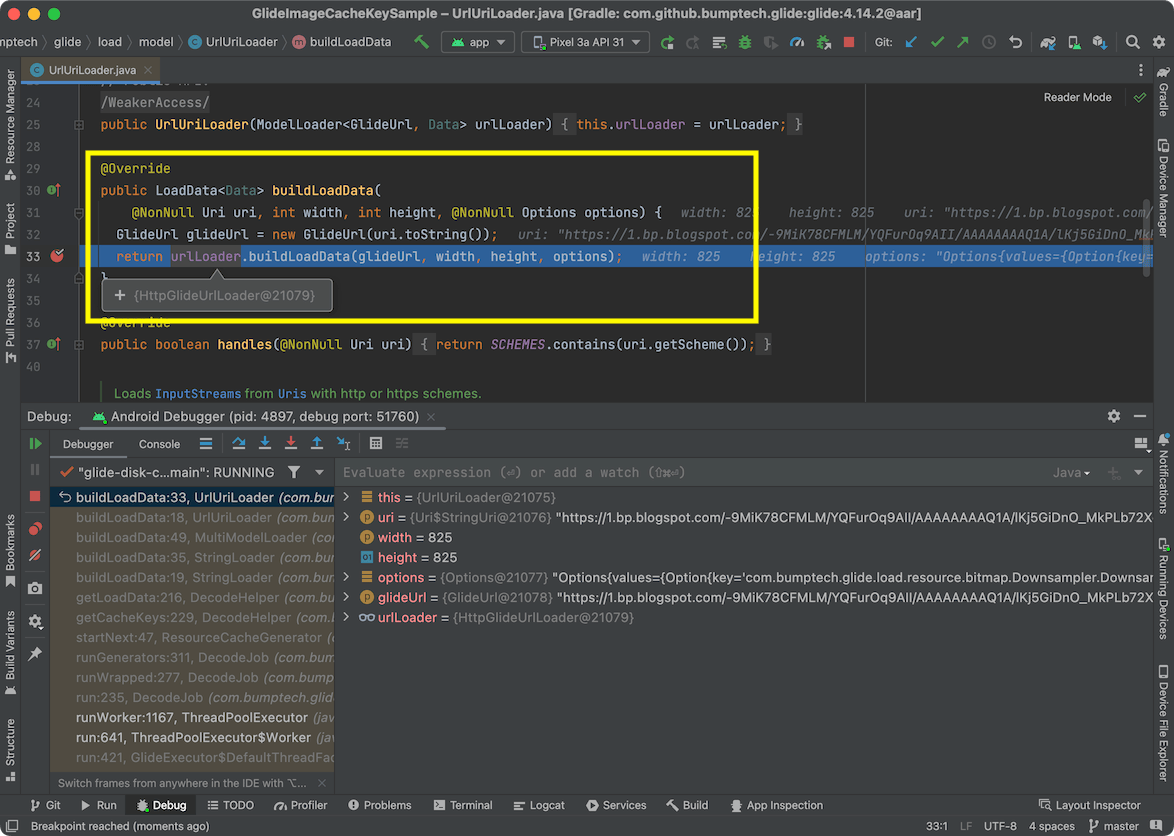 GlideImageCacheKeySample – UrlUriLoader.java [Gradle: com.github.bumptech.glide:glide:4.14.2@aar]
mptech glide load model UrlUriLoader buildLoadData app Pixel 3a API 31 Git:
UrlUriLoader.java
Reader Mode
24 /WeakerAccess/
25 public UrlUriLoader(ModelLoader<GlideUrl, Data> urlLoader) { this.urlLoader = urlLoader; }
28
29 @Override
30 public LoadData<Data> buildLoadData(
31 @NonNull Uri uri, int width, int height, @NonNull Options options) { width: 825 height: 825 uri: "https://1.bp.blogspot.com/
32 GlideUrl glideUrl = new GlideUrl(uri.toString()); uri: "https://1.bp.blogspot.com/-9MiK78CFMLM/YQFurOq9AII/AAAAAAAAQ1A/lKj5GiDnO_Mk
33 return urlLoader.buildLoadData(glideUrl, width, height, options); width: 825 height: 825 options: "Options{values={Option{key=
34 }
35 + {HttpGlideUrlLoader@21079}
36 @Override
37 public boolean handles(@NonNull Uri uri) { return SCHEMES.contains(uri.getScheme()); }
40
Loads InputStreams from Uris with http or https schemes.
Debug: Android Debugger (pid: 4897, debug port: 51760)
Debugger Console
"glide-disk-c...main": RUNNING
Evaluate expression (⏎) or add a watch (⇧⌘⏎) Java
buildLoadData:33, UrlUriLoader (com.bum
buildLoadData:18, UrlUriLoader (com.bum
buildLoadData:49, MultiModelLoader (co
buildLoadData:35, StringLoader (com.bum
buildLoadData:19, StringLoader (com.bum
getLoadData:216, DecodeHelper (com.bu
getCacheKeys:229, DecodeHelper (com.b
startNext:47, ResourceCacheGenerator (c
runGenerators:311, DecodeJob (com.bum
runWrapped:277, DecodeJob (com.bump
run:235, DecodeJob (com.bumptech.glid
runWorker:1167, ThreadPoolExecutor (jav
run:641, ThreadPoolExecutor$Worker (jav
run:421, GlideExecutor$DefaultThreadFac
Switch frames from anywhere in the IDE with ⌥...
this = {UrlUriLoader@21075}
uri = {Uri$StringUri@21076} "https://1.bp.blogspot.com/-9MiK78CFMLM/YQFurOq9AII/AAAAAAAAQ1A/lKj5GiDnO_MkPLb72X
width = 825
height = 825
options = {Options@21077} "Options{values={Option{key='com.bumptech.glide.load.resource.bitmap.Downsampler.Downsam
glideUrl = {GlideUrl@21078} "https://1.bp.blogspot.com/-9MiK78CFMLM/YQFurOq9AII/AAAAAAAAQ1A/lKj5GiDnO_MkPLb72X
urlLoader = {HttpGlideUrlLoader@21079}
Resource Manager
Project
Pull Requests
Bookmarks
Build Variants
Structure
Gradle
Device Manager
Notifications
Running Devices
Device File Explorer
Git Run Debug TODO Profiler Problems Terminal Logcat Services Build App Inspection Layout Inspector
Breakpoint reached (moments ago) 33:1 LF UTF-8 4 spaces master